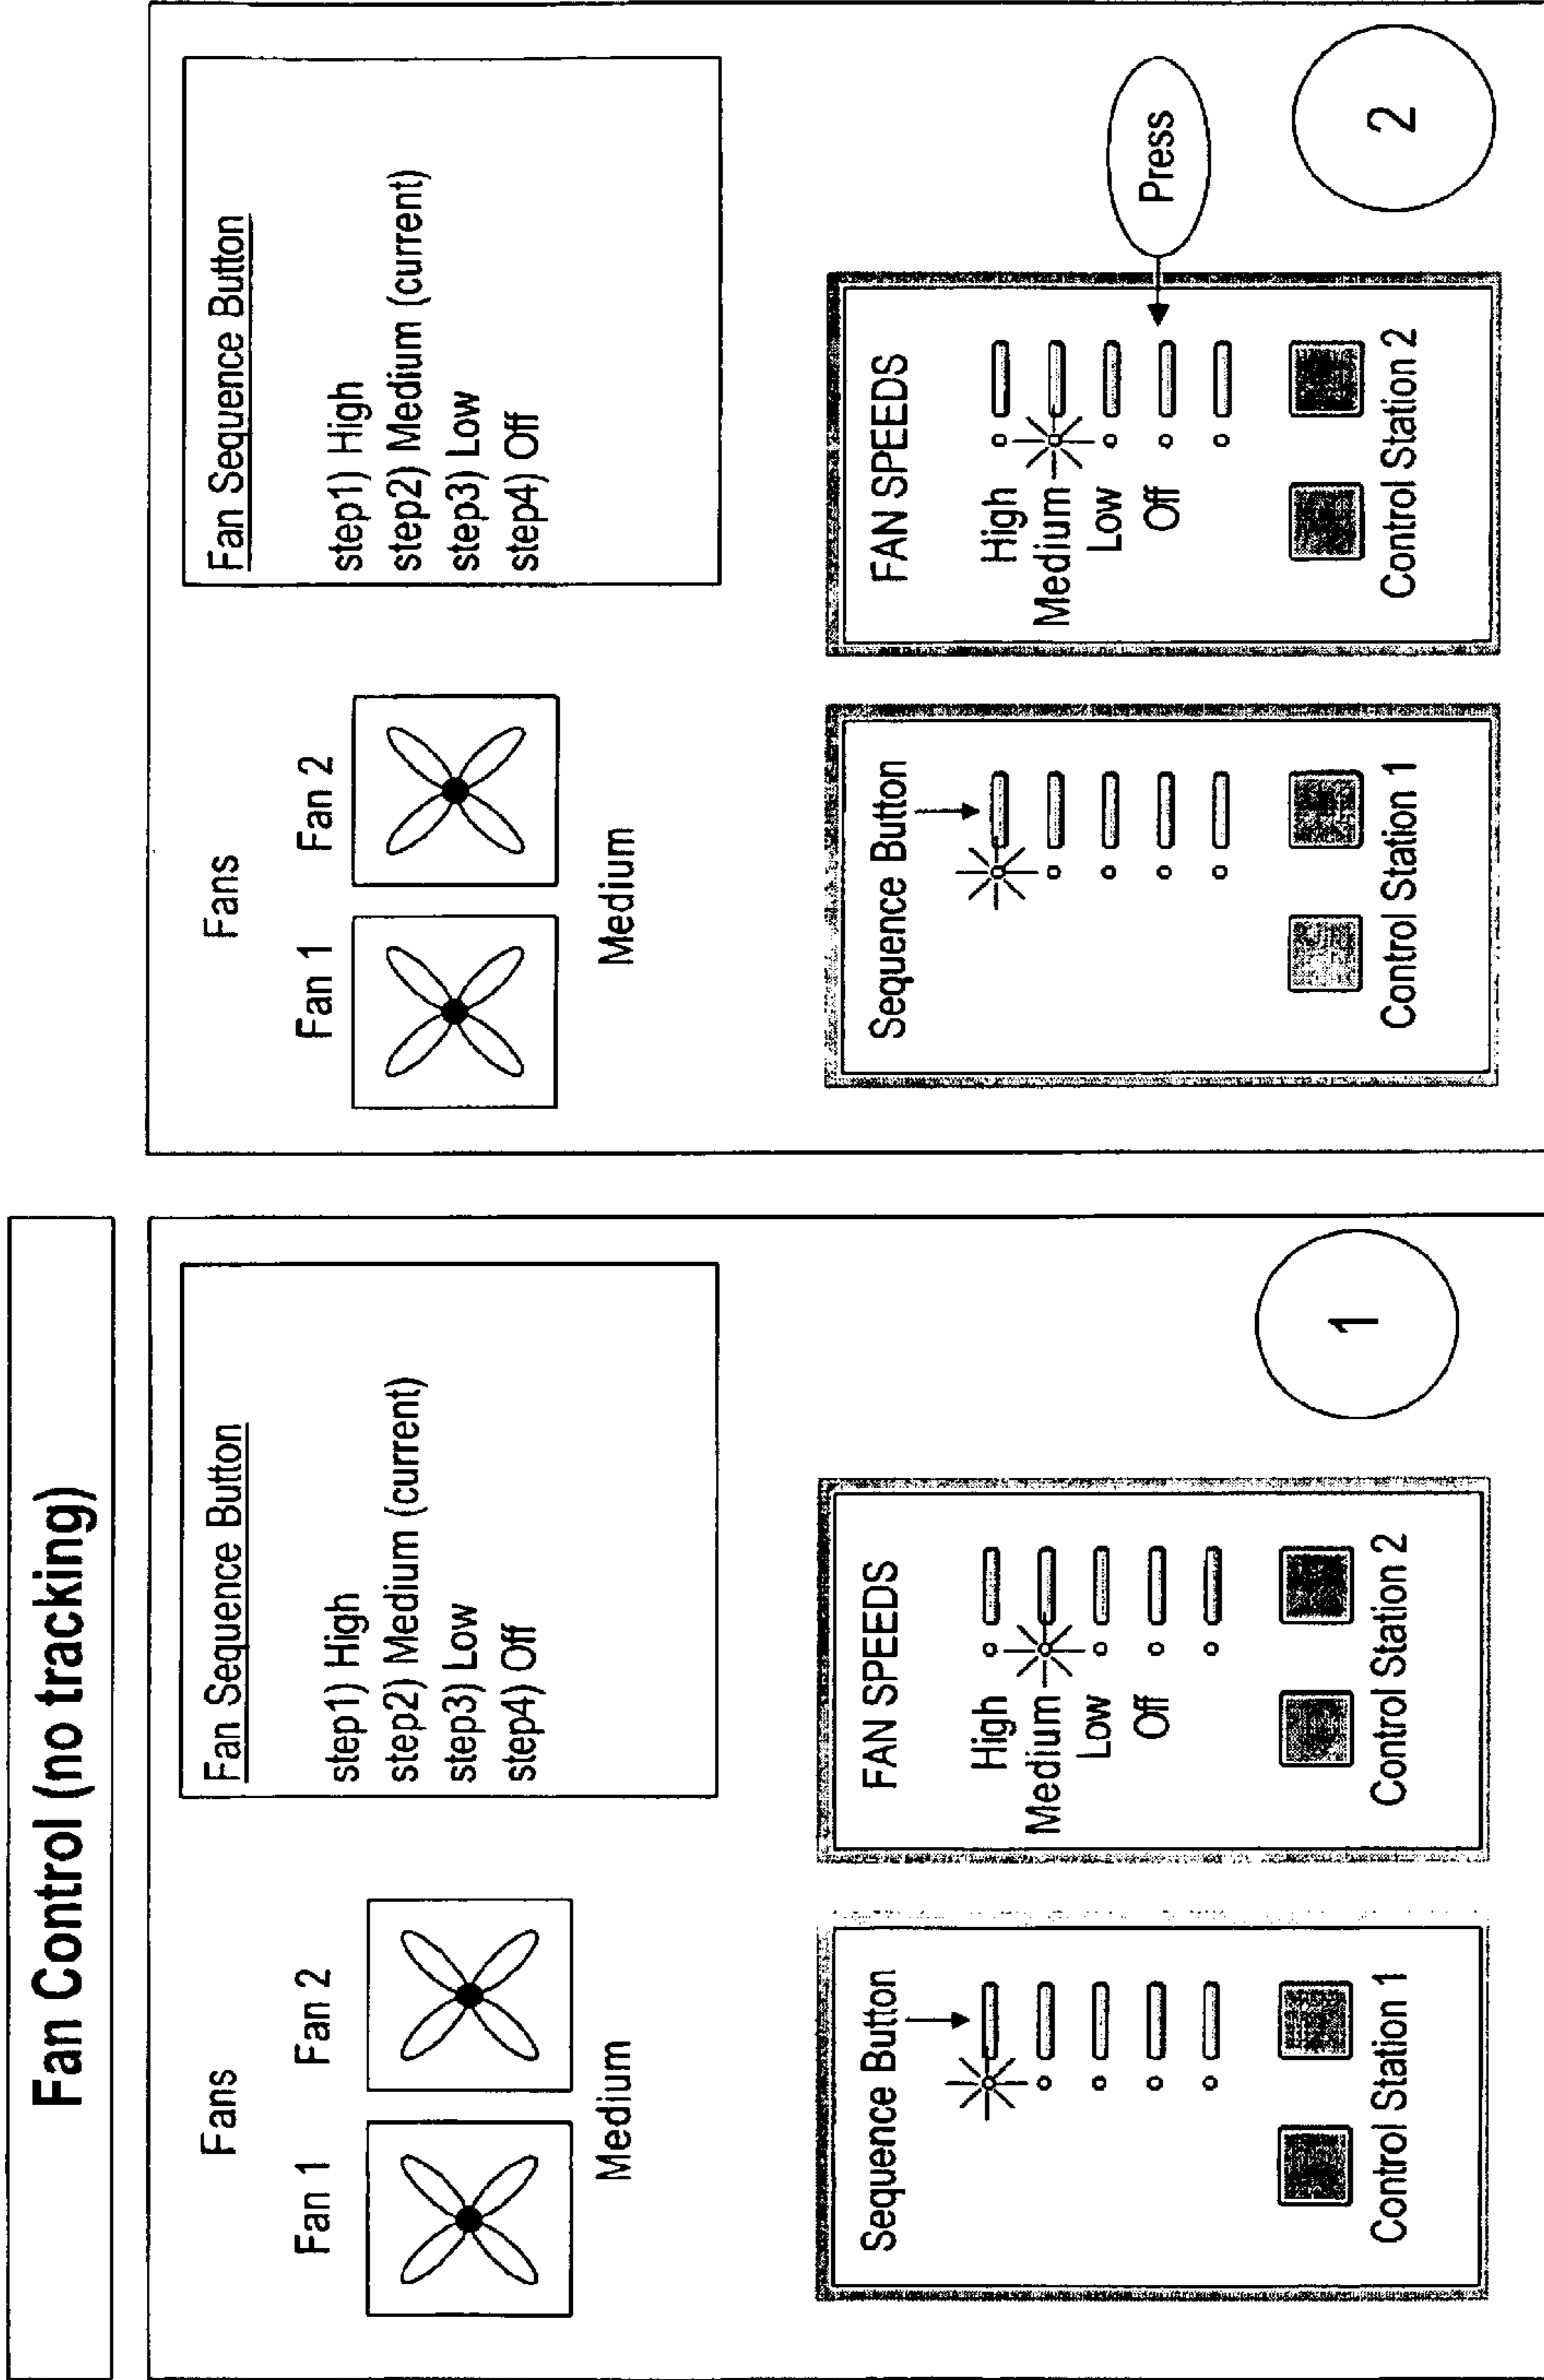 Fan Control (no tracking)
Fans
Fan 1
Fan 2
Medium
Fan Sequence Button
step1) High
step2) Medium (current)
step3) Low
step4) Off
Sequence Button
Control Station 1
FAN SPEEDS
High
Medium
Low
Off
Control Station 2
1
Fans
Fan 1
Fan 2
Medium
Fan Sequence Button
step1) High
step2) Medium (current)
step3) Low
step4) Off
Sequence Button
Control Station 1
FAN SPEEDS
High
Medium
Low
Off
Control Station 2
Press
2